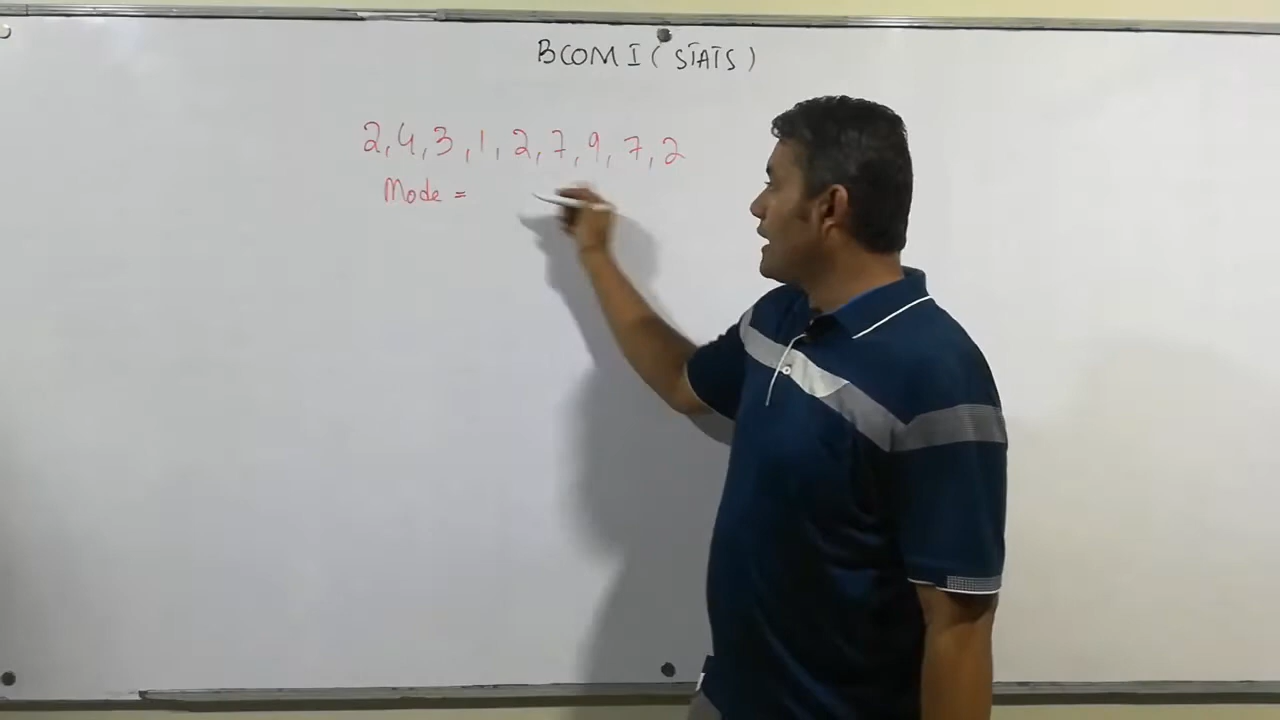 BCOM I ( STATS )
2, 4, 3, 1, 2, 7, 9, 7, 2
Mode =